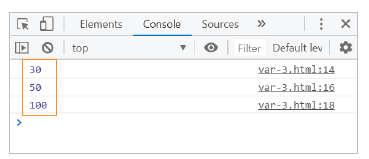 Elements Console Sources »
top Filter Default lev
30 var-3.html:14
50 var-3.html:16
100 var-3.html:18
>